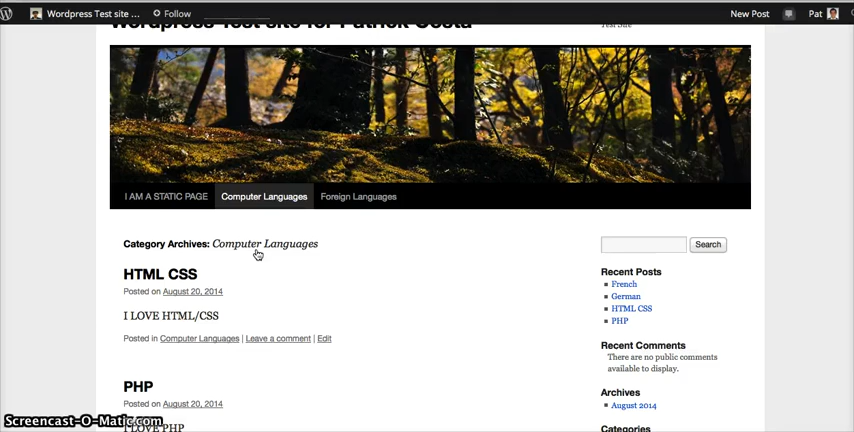 Wordpress Test site ... Follow New Post Pat
Wordpress Test site for Patrick Costa
Test Site
I AM A STATIC PAGE Computer Languages Foreign Languages
Category Archives: Computer Languages
Search
HTML CSS
Posted on August 20, 2014
I LOVE HTML/CSS
Posted in Computer Languages | Leave a comment | Edit
PHP
Posted on August 20, 2014
I LOVE PHP
Recent Posts
French
German
HTML CSS
PHP
Recent Comments
There are no public comments
available to display.
Archives
August 2014
Categories
Screencast-O-Matic.com